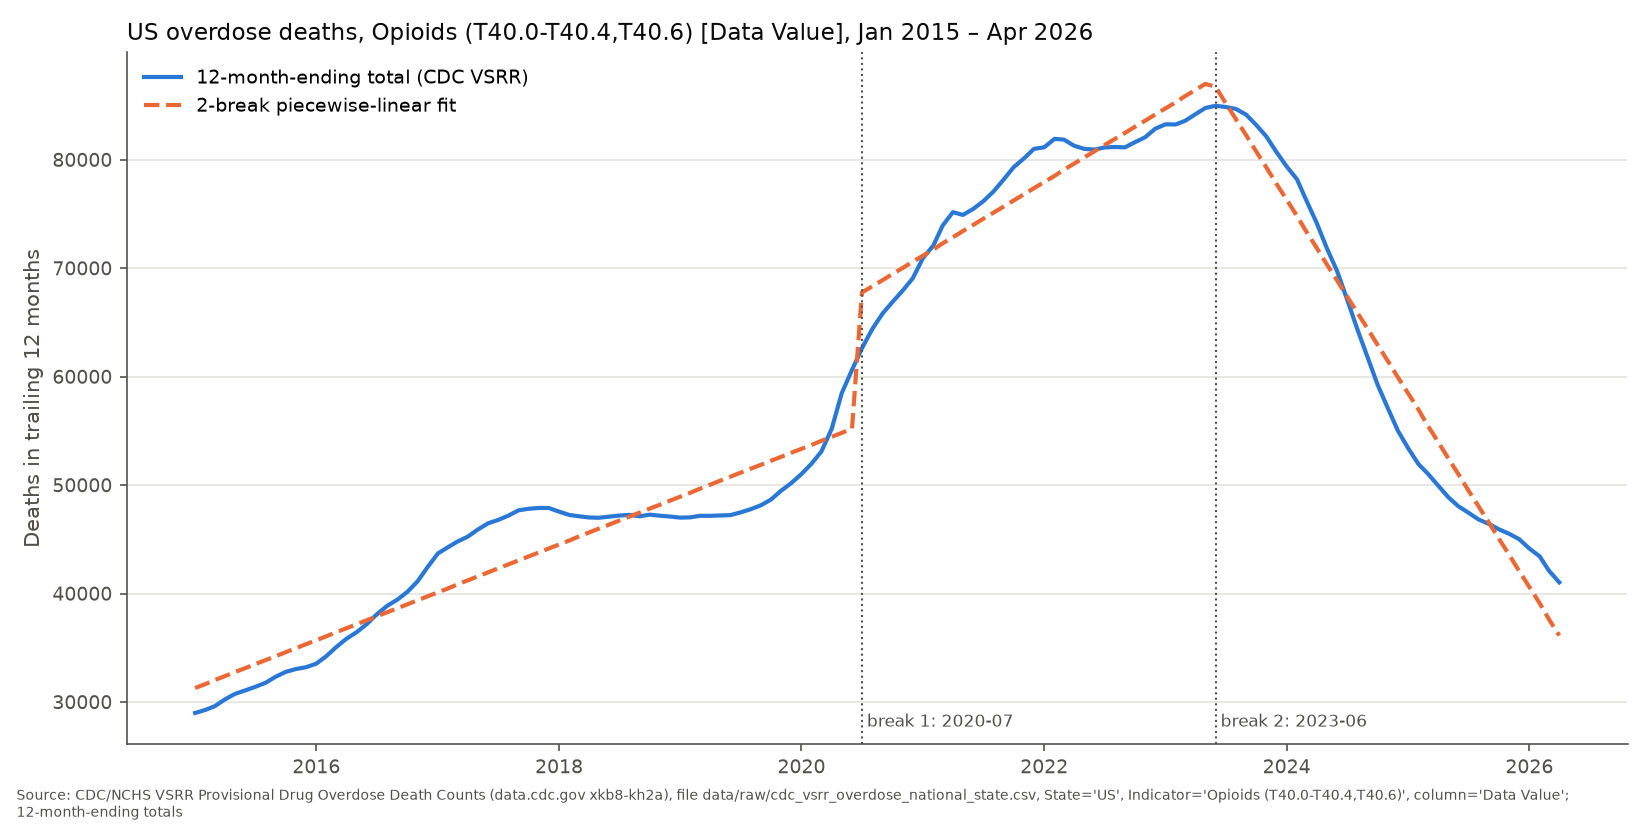 US overdose deaths, Opioids (T40.0-T40.4,T40.6) [Data Value], Jan 2015 – Apr 2026
12-month-ending total (CDC VSRR)
2-break piecewise-linear fit
Deaths in trailing 12 months
80000
70000
60000
50000
40000
30000
break 1: 2020-07
break 2: 2023-06
2016
2018
2020
2022
2024
2026
Source: CDC/NCHS VSRR Provisional Drug Overdose Death Counts (data.cdc.gov xkb8-kh2a), file data/raw/cdc_vsrr_overdose_national_state.csv, State='US', Indicator='Opioids (T40.0-T40.4,T40.6)', column='Data Value';
12-month-ending totals